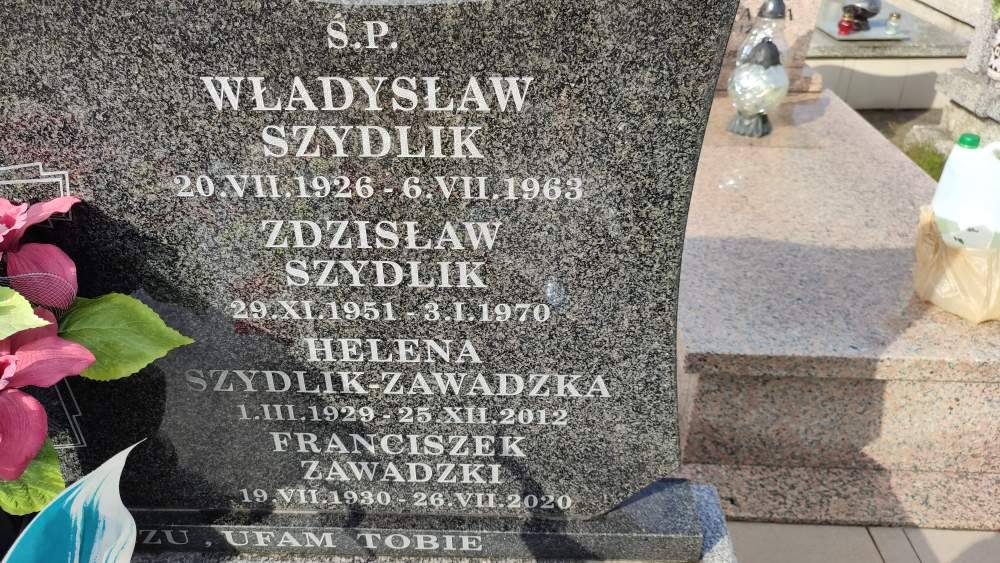 Ś.P.
WŁADYSŁAW
SZYDLIK
20.VII.1926 - 6.VII.1963
ZDZISŁAW
SZYDLIK
29.XI.1951 - 3.I.1970
HELENA
SZYDLIK-ZAWADZKA
1.III.1929 - 25.XII.2012
FRANCISZEK
ZAWADZKI
19.VII.1930 - 26.VII.2020
ZU , UFAM TOBIE